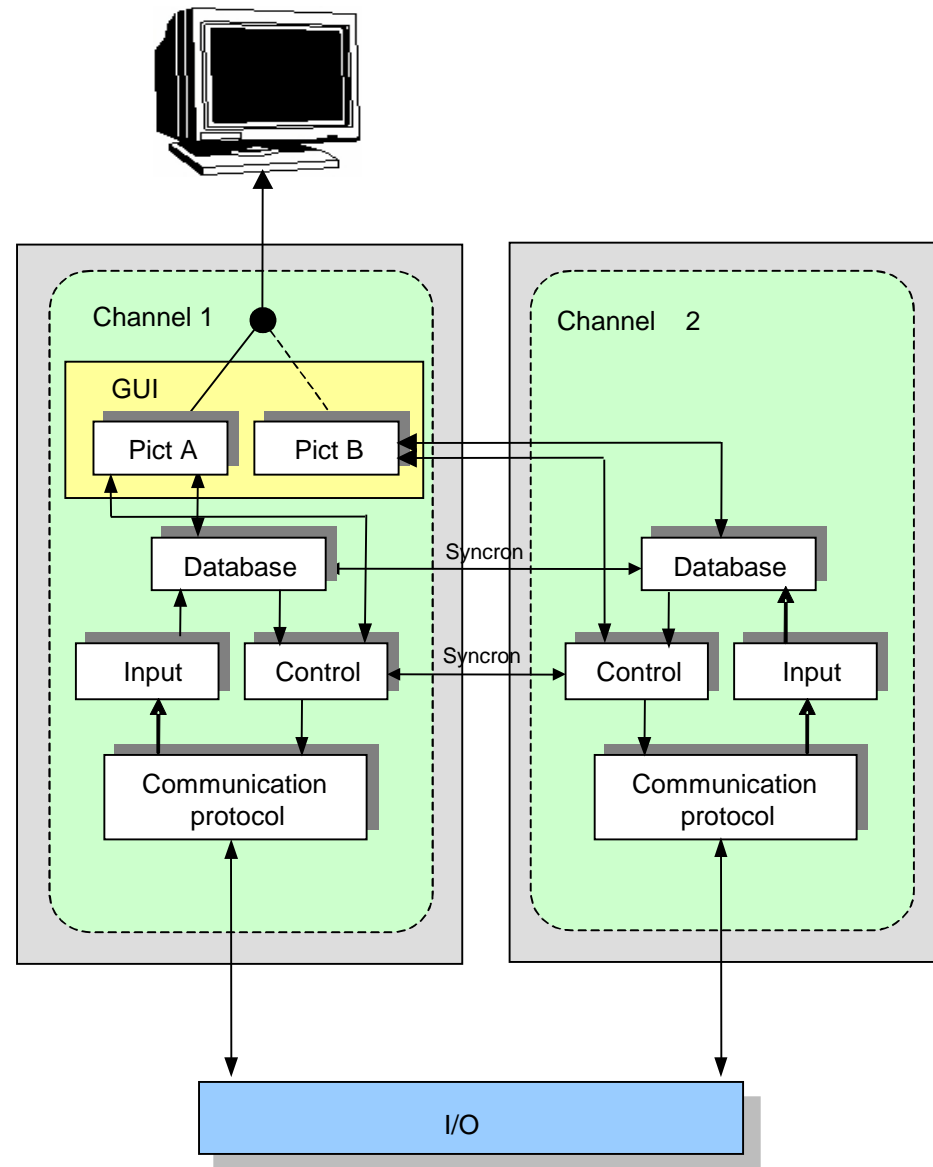 Channel 1
Channel 2
GUI
Pict A
Pict B
Database
Syncron
Database
Input
Control
Syncron
Control
Input
Communication
protocol
Communication
protocol
I/O